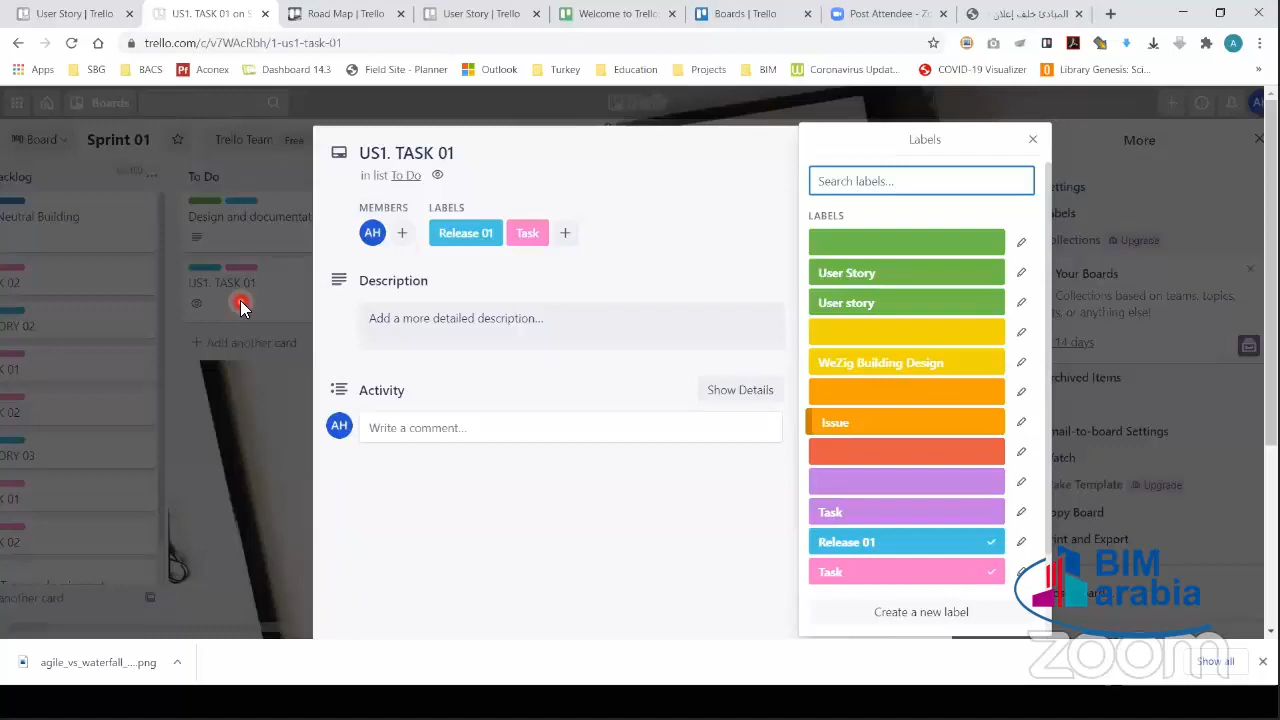 User Story | Trello
US1. TASK 01 on S
Road Map | Trello
User Story | Trello
Welcome to Trello
Boards | Trello
Post Attendee - Zo
المبادئ خلف إعلان
trello.com/c/v7WAcRbh/1-us1-task-01
Apps
SBG
BACS
Aconex
Dashboard 14.3
Field Site - Planner
Outlook
Turkey
Education
Projects
BIM
Coronavirus Updat...
COVID-19 Visualizer
Library Genesis: Sci...
Boards
Board
Sprint 01
Trello Team
Free
acklog
Neutral Building
K 02
ORY 02
K 01
K 02
ORY 03
K 01
K 02
another card
To Do
Design and documentat
US1. TASK 01
+ Add another card
US1. TASK 01
in list To Do
MEMBERS
LABELS
AH
Release 01
Task
Description
Add a more detailed description...
Activity
Show Details
AH
Write a comment...
Labels
Search labels...
LABELS
User Story
User story
WeZig Building Design
Issue
Task
Release 01
Task
Create a new label
More
ettings
abels
ollections
Upgrade
Your Boards
Collections based on teams, topics,
ts, or anything else!
14 days
rchived Items
mail-to-board Settings
atch
ake Template
Upgrade
opy Board
rint and Export
BIM
arabia
zoom
agile_vs_waterfall_....png
Show all